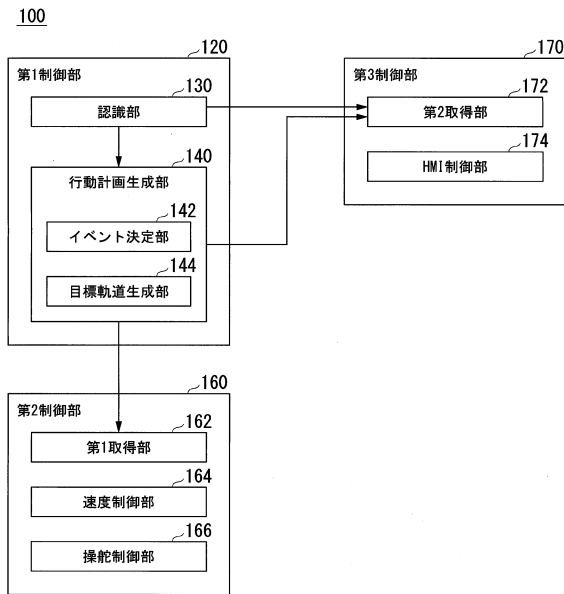 100
120
第1制御部
130
認識部
140
行動計画生成部
142
イベント決定部
144
目標軌道生成部
170
第3制御部
172
第2取得部
174
HMI制御部
160
第2制御部
162
第1取得部
164
速度制御部
166
操舵制御部